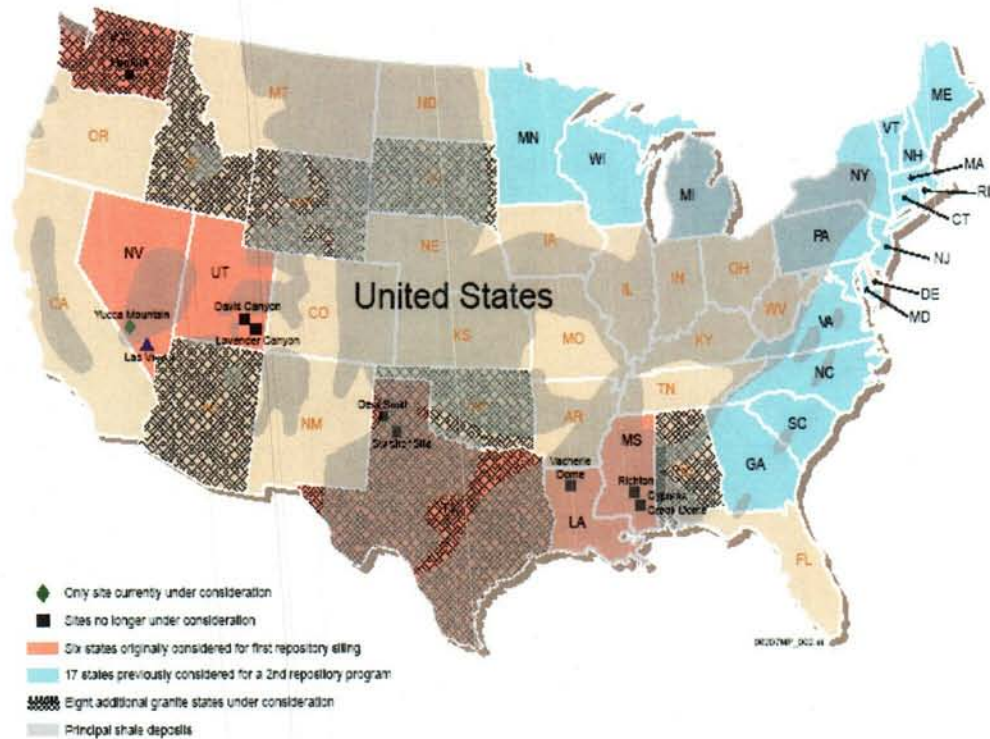 MT
ND
MN
ME
VT
NH
MA
RI
CT
NY
WI
MI
OR
PA
NJ
DE
MD
NE
IA
NV
UT
CO
IL
IN
OH
WV
VA
CA
United States
KS
MO
KY
Yucca Mountain
Davis Canyon
Lavender Canyon
NC
TN
NM
AR
SC
MS
GA
Vacherie
Dome
Richton
LA
FL
Only site currently under consideration
Sites no longer under consideration
Six states originally considered for first repository siting
17 states previously considered for a 2nd repository program
Eight additional granite states under consideration
Principal shale deposits